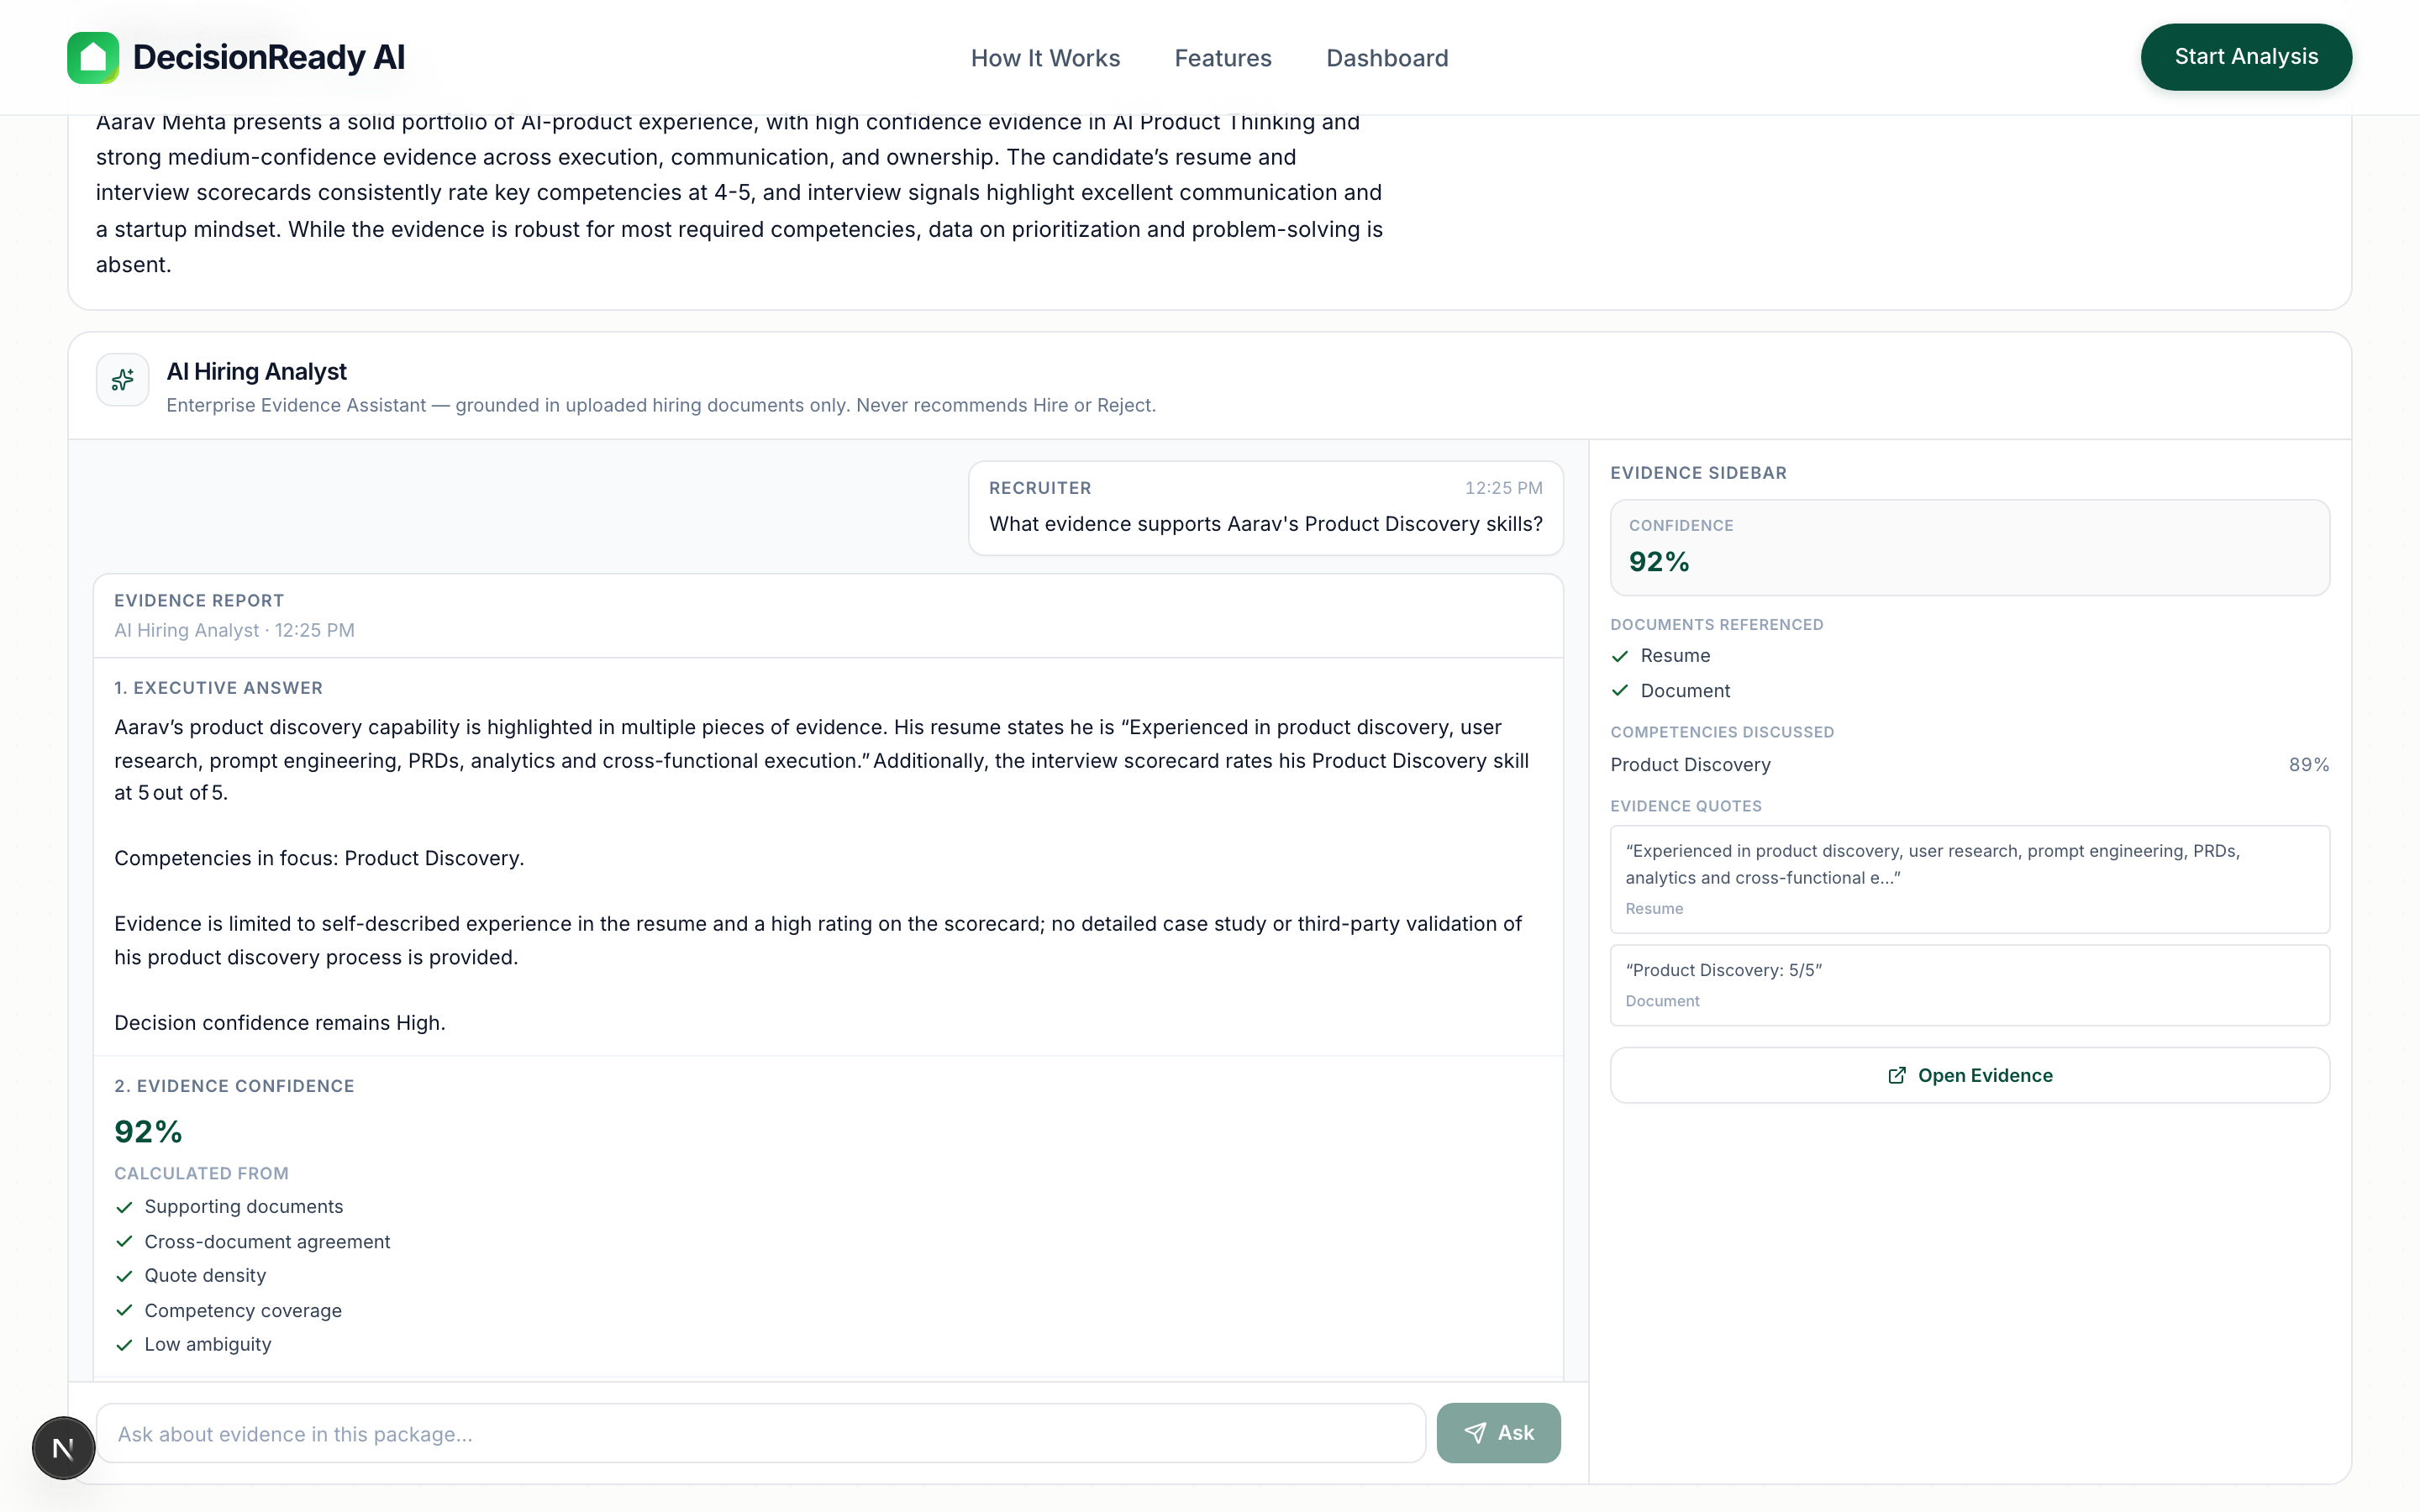 DecisionReady AI
How It Works
Features
Dashboard
Start Analysis
Aarav Mehta presents a solid portfolio of AI-product experience, with high confidence evidence in AI Product Thinking and
strong medium-confidence evidence across execution, communication, and ownership. The candidate’s resume and
interview scorecards consistently rate key competencies at 4-5, and interview signals highlight excellent communication and
a startup mindset. While the evidence is robust for most required competencies, data on prioritization and problem-solving is
absent.
AI Hiring Analyst
Enterprise Evidence Assistant — grounded in uploaded hiring documents only. Never recommends Hire or Reject.
RECRUITER 12:25 PM
What evidence supports Aarav's Product Discovery skills?
EVIDENCE REPORT
AI Hiring Analyst · 12:25 PM
1. EXECUTIVE ANSWER
Aarav’s product discovery capability is highlighted in multiple pieces of evidence. His resume states he is “Experienced in product discovery, user
research, prompt engineering, PRDs, analytics and cross-functional execution.” Additionally, the interview scorecard rates his Product Discovery skill
at 5 out of 5.
Competencies in focus: Product Discovery.
Evidence is limited to self-described experience in the resume and a high rating on the scorecard; no detailed case study or third-party validation of
his product discovery process is provided.
Decision confidence remains High.
2. EVIDENCE CONFIDENCE
92%
CALCULATED FROM
Supporting documents
Cross-document agreement
Quote density
Competency coverage
Low ambiguity
Ask about evidence in this package...
Ask
N
EVIDENCE SIDEBAR
CONFIDENCE
92%
DOCUMENTS REFERENCED
Resume
Document
COMPETENCIES DISCUSSED
Product Discovery 89%
EVIDENCE QUOTES
“Experienced in product discovery, user research, prompt engineering, PRDs,
analytics and cross-functional e...”
Resume
“Product Discovery: 5/5”
Document
Open Evidence